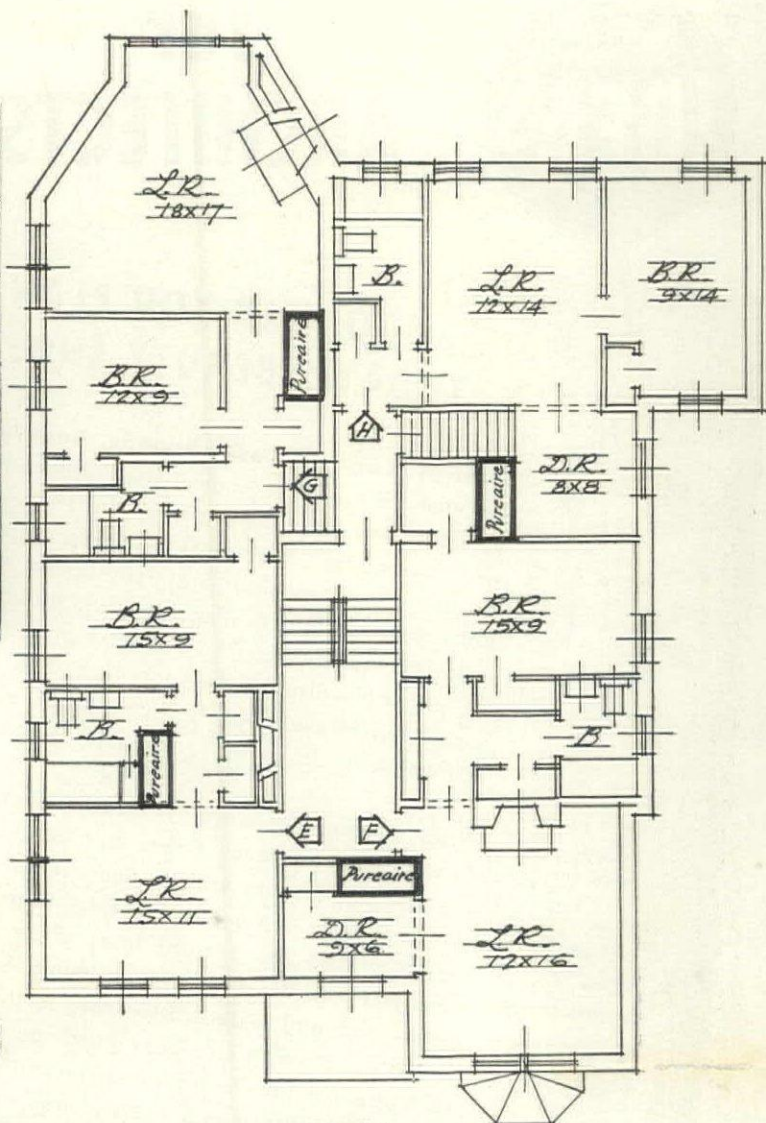 L.R.
18x17
B.
L.R.
12x14
B.R.
9x14
Pureaire
B.R.
12x9
H
D.R.
8x8
G
Pureaire
B.
B.R.
15x9
B.R.
15x9
B.
Pureaire
B
E
F
Pureaire
L.R.
15x11
D.R.
9x6
L.R.
12x16